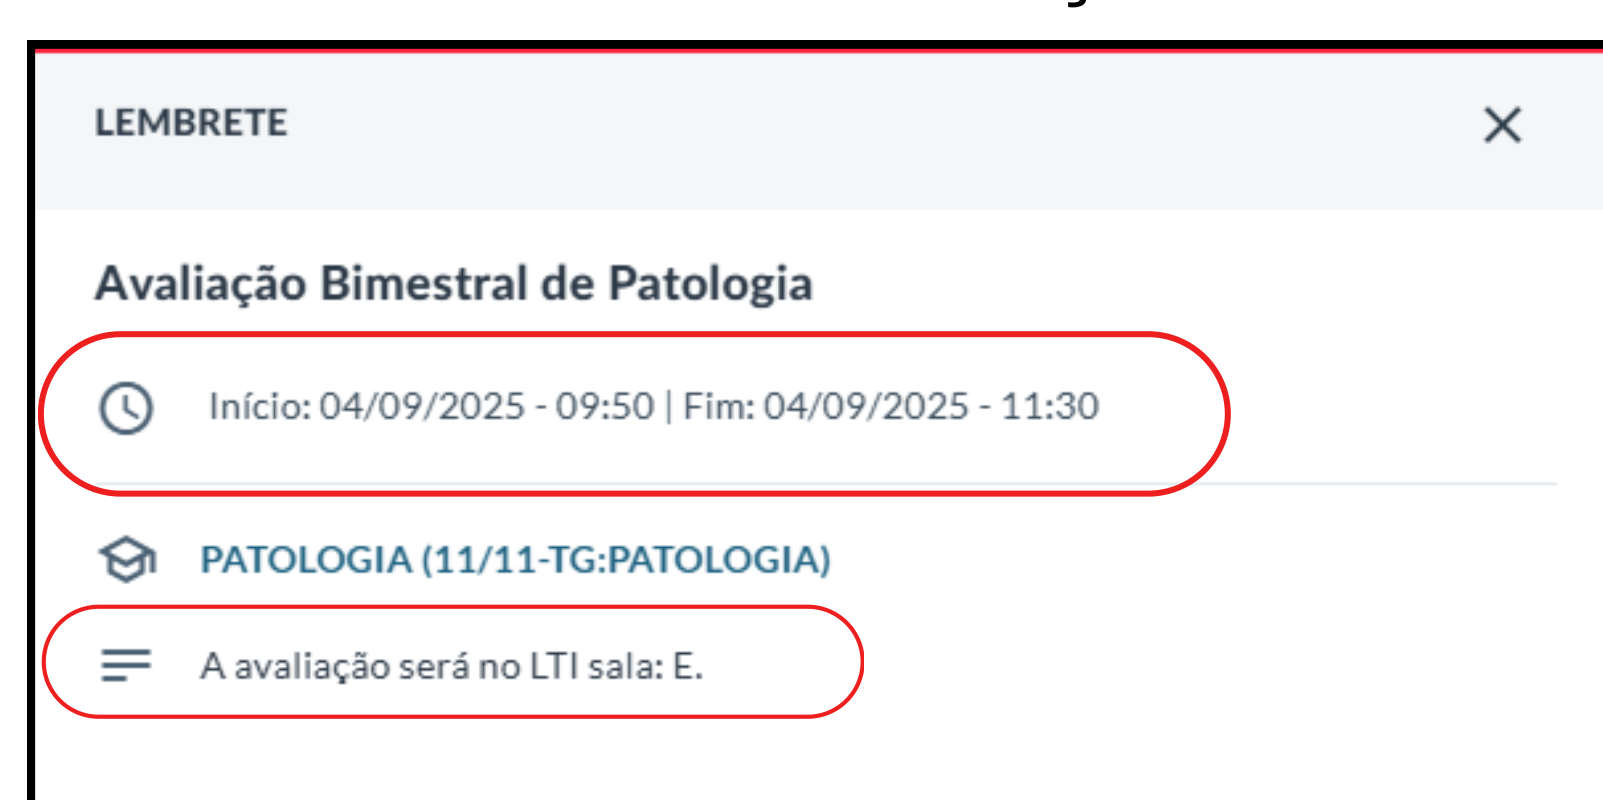 LEMBRETE
Avaliação Bimestral de Patologia
Início: 04/09/2025 - 09:50 | Fim: 04/09/2025 - 11:30
PATOLOGIA (11/11-TG:PATOLOGIA)
A avaliação será no LTI sala: E.